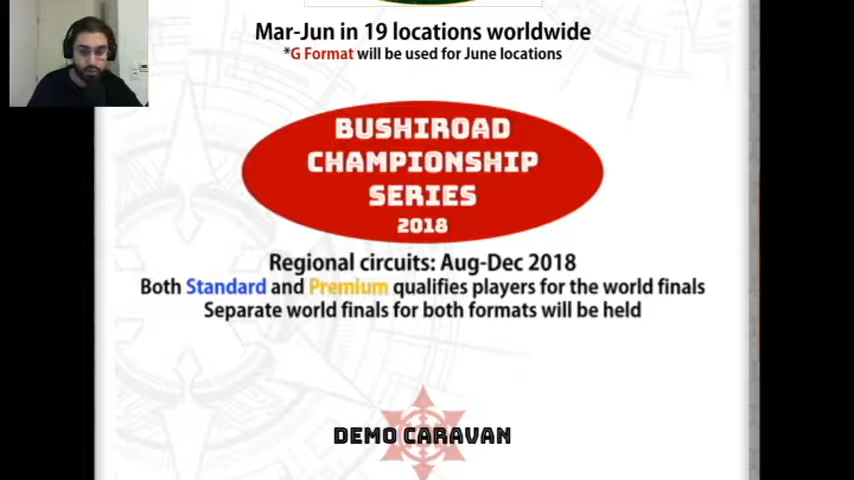 Mar-Jun in 19 locations worldwide
*G Format will be used for June locations
BUSHIROAD
CHAMPIONSHIP
SERIES
2018
Regional circuits: Aug-Dec 2018
Both Standard and Premium qualifies players for the world finals
Separate world finals for both formats will be held
DEMO CARAVAN